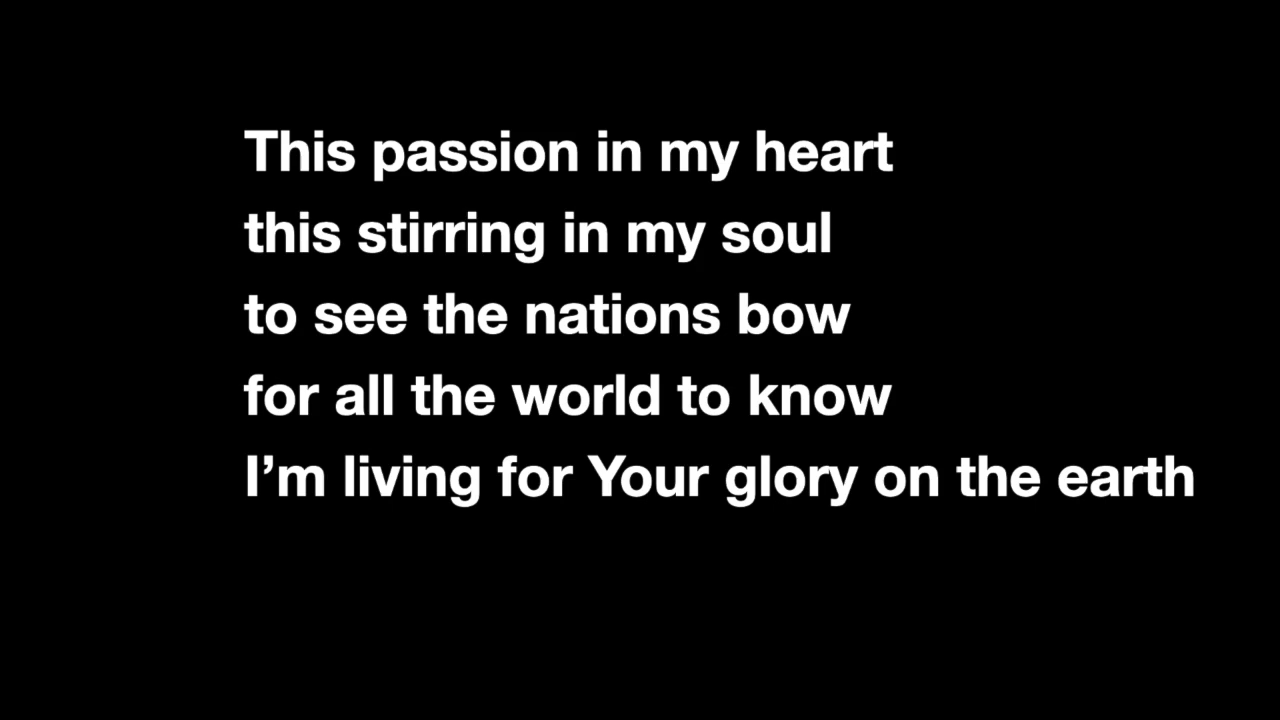 This passion in my heart
this stirring in my soul
to see the nations bow
for all the world to know
I’m living for Your glory on the earth